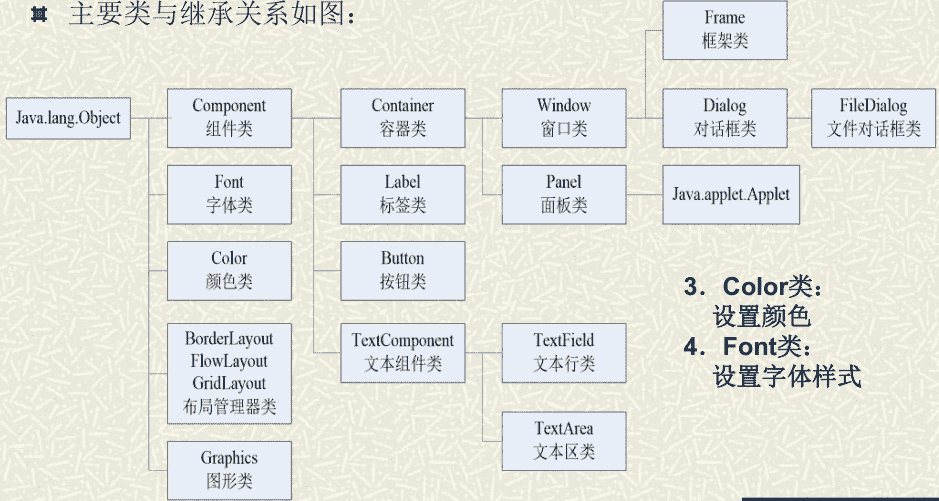 主要类与继承关系如图：
Frame
框架类
Java.lang.Object
Component
组件类
Container
容器类
Window
窗口类
Dialog
对话框类
FileDialog
文件对话框类
Font
字体类
Label
标签类
Panel
面板类
Java.applet.Applet
Color
颜色类
Button
按钮类
3．Color类：
设置颜色
4．Font类：
设置字体样式
BorderLayout
FlowLayout
GridLayout
布局管理器类
TextComponent
文本组件类
TextField
文本行类
TextArea
文本区类
Graphics
图形类